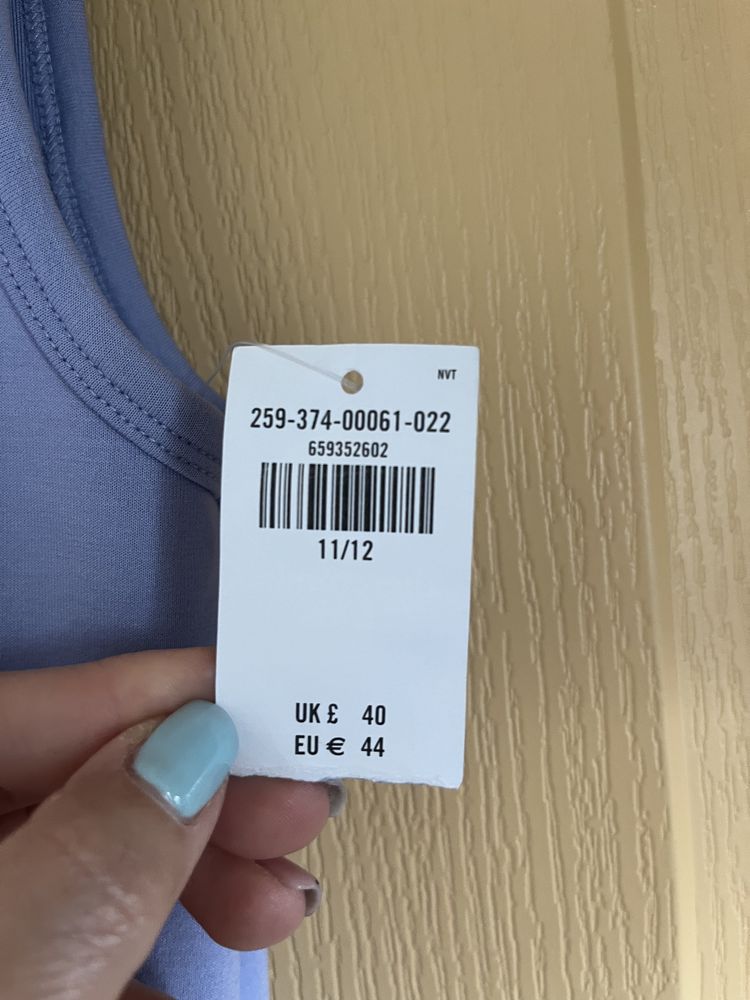 NVT
259-374-00061-022
659352602
11/12
UK £ 40
EU € 44